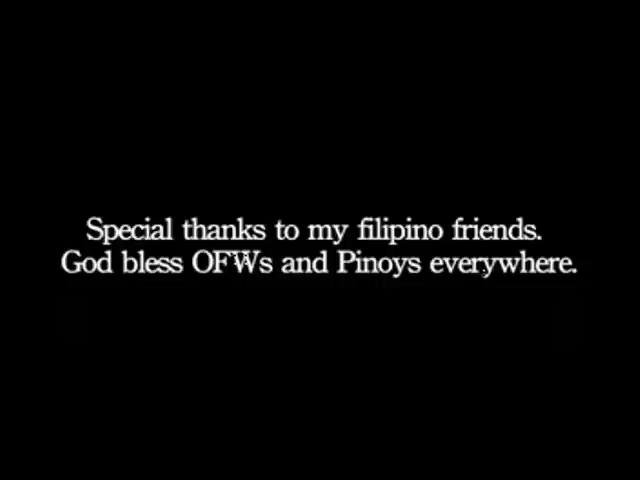 Special thanks to my filipino friends.
God bless OFWs and Pinoys everywhere.